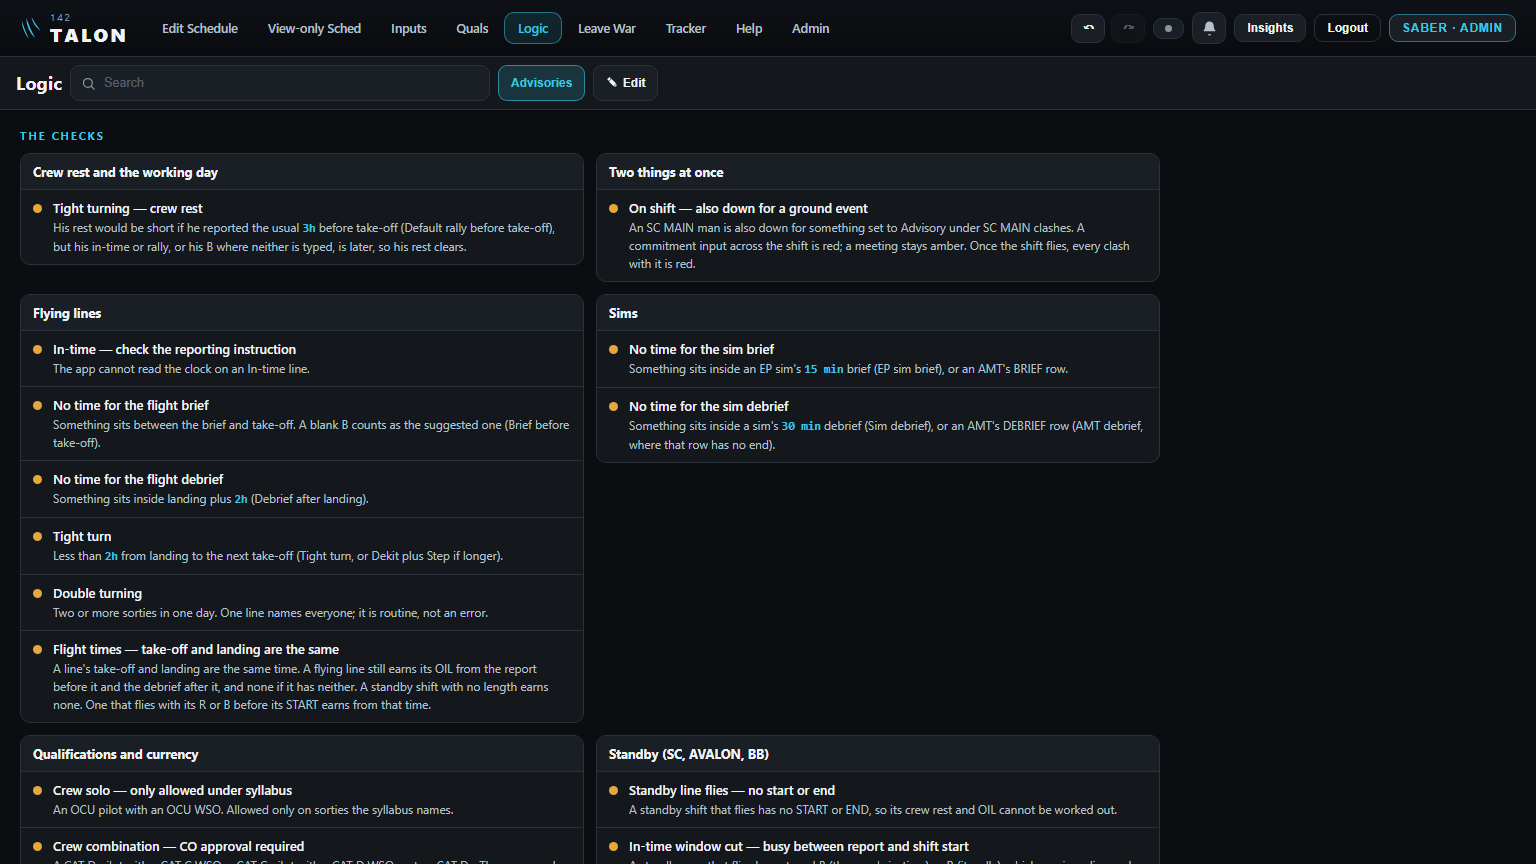 142
TALON
Edit Schedule
View-only Sched
Inputs
Quals
Logic
Leave War
Tracker
Help
Admin
Insights
Logout
SABER · ADMIN
Logic
Search
Advisories
Edit
THE CHECKS
Crew rest and the working day
Tight turning — crew rest
His rest would be short if he reported the usual 3h before take-off (Default rally before take-off),
but his in-time or rally, or his B where neither is typed, is later, so his rest clears.
Two things at once
On shift — also down for a ground event
An SC MAIN man is also down for something set to Advisory under SC MAIN clashes. A
commitment input across the shift is red; a meeting stays amber. Once the shift flies, every clash
with it is red.
Flying lines
In-time — check the reporting instruction
The app cannot read the clock on an In-time line.
No time for the flight brief
Something sits between the brief and take-off. A blank B counts as the suggested one (Brief before
take-off).
No time for the flight debrief
Something sits inside landing plus 2h (Debrief after landing).
Tight turn
Less than 2h from landing to the next take-off (Tight turn, or Dekit plus Step if longer).
Double turning
Two or more sorties in one day. One line names everyone; it is routine, not an error.
Flight times — take-off and landing are the same
A line's take-off and landing are the same time. A flying line still earns its OIL from the report
before it and the debrief after it, and none if it has neither. A standby shift with no length earns
none. One that flies with its R or B before its START earns from that time.
Sims
No time for the sim brief
Something sits inside an EP sim's 15 min brief (EP sim brief), or an AMT's BRIEF row.
No time for the sim debrief
Something sits inside a sim's 30 min debrief (Sim debrief), or an AMT's DEBRIEF row (AMT debrief,
where that row has no end).
Qualifications and currency
Crew solo — only allowed under syllabus
An OCU pilot with an OCU WSO. Allowed only on sorties the syllabus names.
Crew combination — CO approval required
Standby (SC, AVALON, BB)
Standby line flies — no start or end
A standby shift that flies has no START or END, so its crew rest and OIL cannot be worked out.
In-time window cut — busy between report and shift start